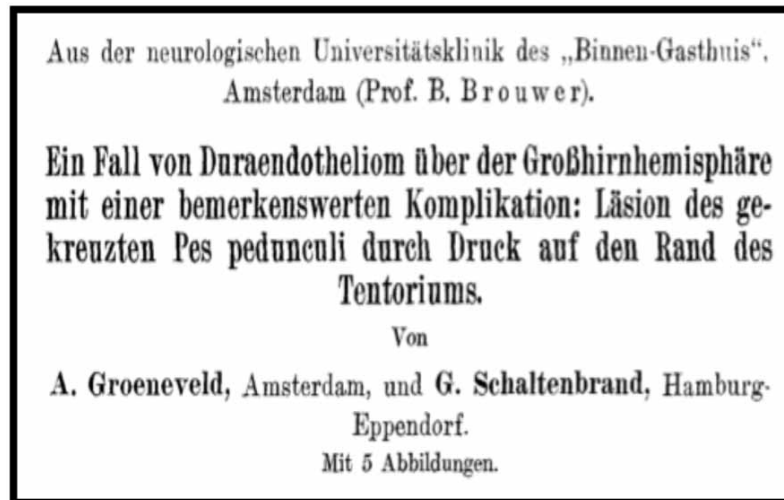 Aus der neurologischen Universitätsklinik des „Binnen-Gasthuis“.
Amsterdam (Prof. B. Brouwer).
Ein Fall von Duraendotheliom über der Großhirnhemisphäre
mit einer bemerkenswerten Komplikation: Läsion des ge-
kreuzten Pes pedunculi durch Druck auf den Rand des
Tentoriums.
Von
A. Groeneveld, Amsterdam, und G. Schaltenbrand, Hamburg-
Eppendorf.
Mit 5 Abbildungen.